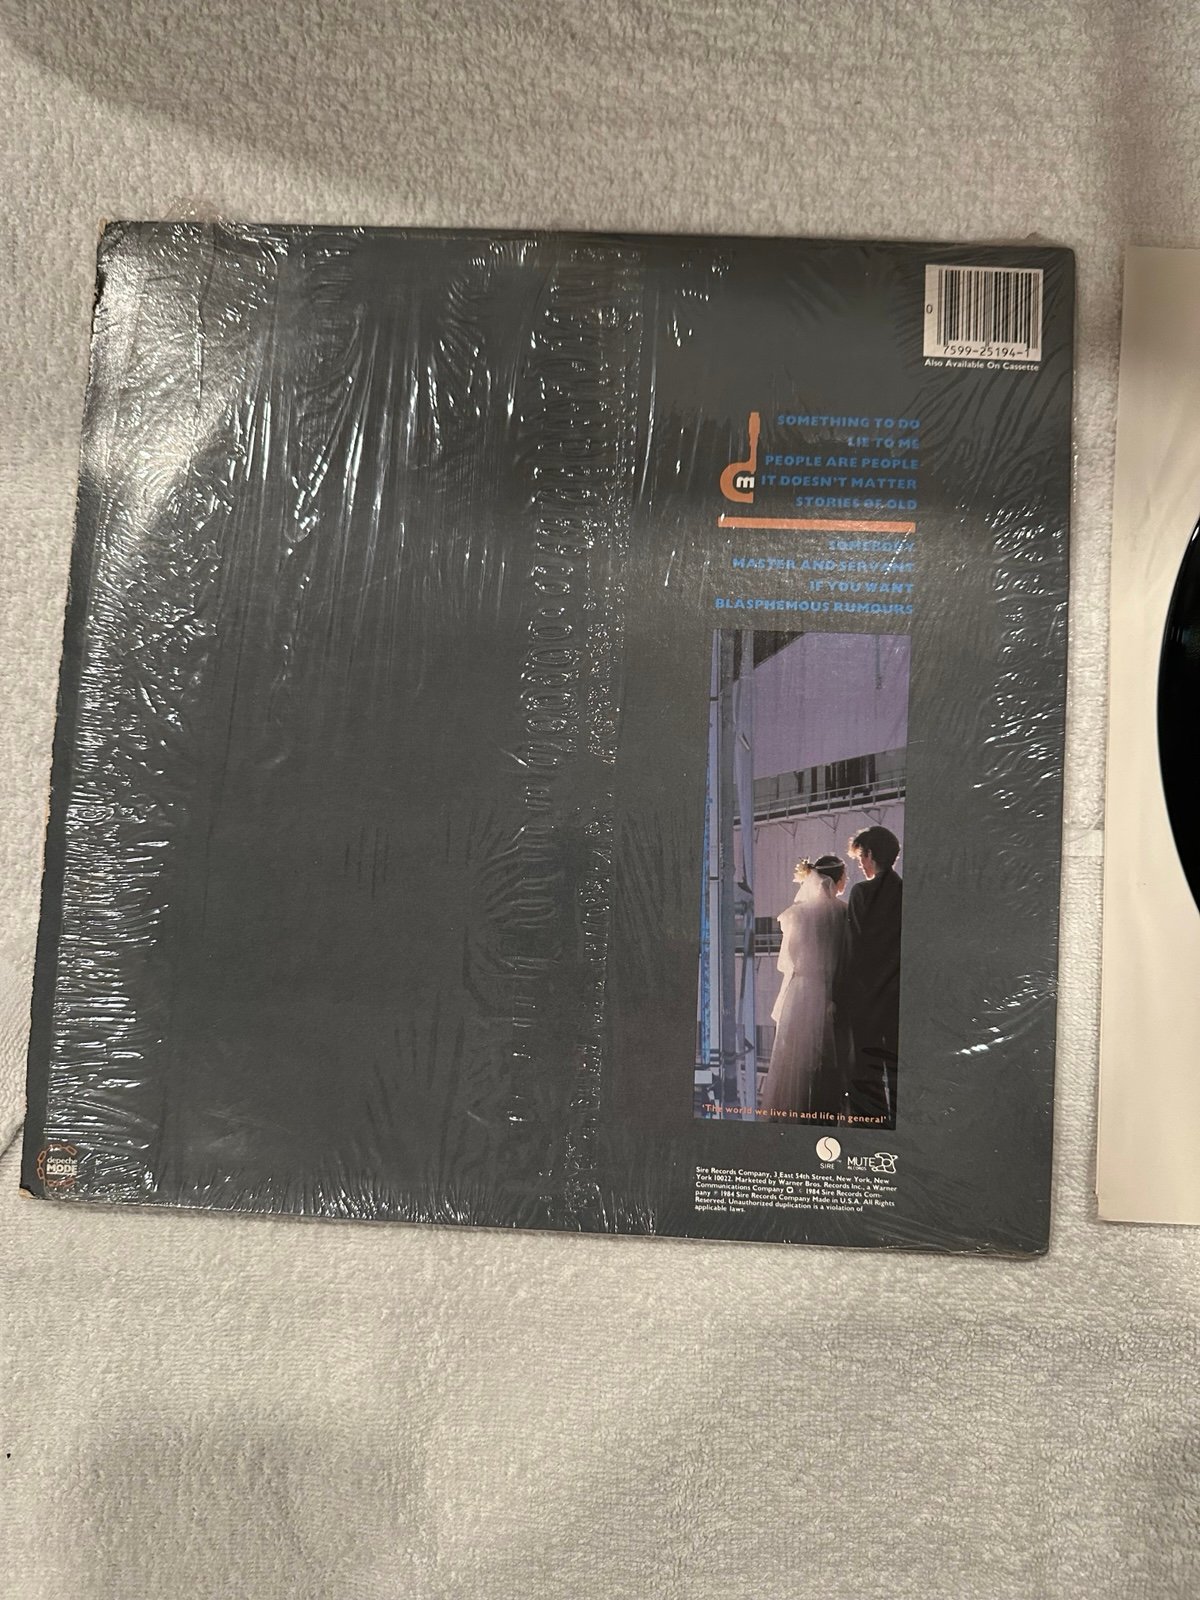 0
7599-25194-1
Also Available On Cassette
SOMETHING TO DO
LIE TO ME
PEOPLE ARE PEOPLE
m
IT DOESN'T MATTER
STORIES OF OLD
SOMEBODY
MASTER AND SERVANT
IF YOU WANT
BLASPHEMOUS RUMOURS
'The world we live in and life in general'
SIRE
TM
MUTE
RECORDS
depeche
MODE
Sire Records Company, 3 East 54th Street, New York, New
York 10022. Marketed by Warner Bros. Records Inc., a Warner
Communications Company © 1984 Sire Records Com-
pany ℗ 1984 Sire Records Company Made in U.S.A. All Rights
Reserved. Unauthorized duplication is a violation of
applicable laws.